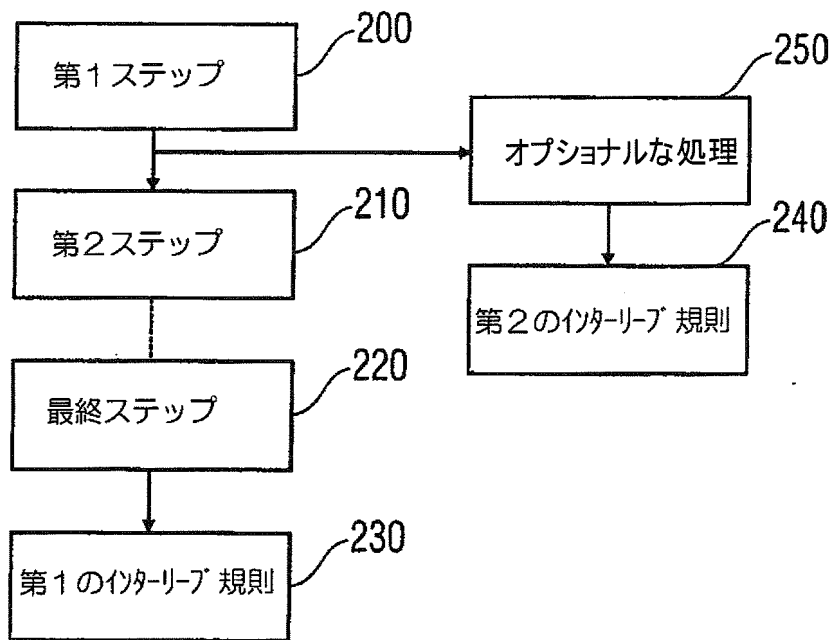 200
第1ステップ
250
オプショナルな処理
210
第2ステップ
240
第2のインターリーブ規則
220
最終ステップ
230
第1のインターリーブ規則